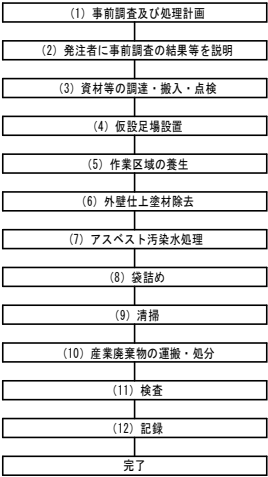 (1) 事前調査及び処理計画
(2) 発注者に事前調査の結果等を説明
(3) 資材等の調達・搬入・点検
(4) 仮設足場設置
(5) 作業区域の養生
(6) 外壁仕上塗材除去
(7) アスベスト汚染水処理
(8) 袋詰め
(9) 清掃
(10) 産業廃棄物の運搬・処分
(11) 検査
(12) 記録
完了